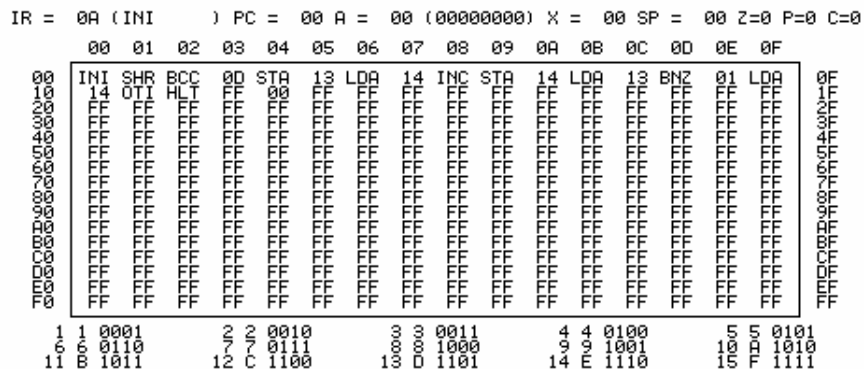 IR = 0A (INI ) PC = 00 A = 00 (00000000) X = 00 SP = 00 Z=0 P=0 C=0
00 01 02 03 04 05 06 07 08 09 0A 0B 0C 0D 0E 0F
00 INI SHR BCC 0D STA 13 LDA 14 INC STA 14 LDA 13 BNZ 01 LDA 0F
10 14 OTI HLT FF 00 FF FF FF FF FF FF FF FF FF FF FF 1F
20 FF FF FF FF FF FF FF FF FF FF FF FF FF FF FF FF 2F
30 FF FF FF FF FF FF FF FF FF FF FF FF FF FF FF FF 3F
40 FF FF FF FF FF FF FF FF FF FF FF FF FF FF FF FF 4F
50 FF FF FF FF FF FF FF FF FF FF FF FF FF FF FF FF 5F
60 FF FF FF FF FF FF FF FF FF FF FF FF FF FF FF FF 6F
70 FF FF FF FF FF FF FF FF FF FF FF FF FF FF FF FF 7F
80 FF FF FF FF FF FF FF FF FF FF FF FF FF FF FF FF 8F
90 FF FF FF FF FF FF FF FF FF FF FF FF FF FF FF FF 9F
A0 FF FF FF FF FF FF FF FF FF FF FF FF FF FF FF FF AF
B0 FF FF FF FF FF FF FF FF FF FF FF FF FF FF FF FF BF
C0 FF FF FF FF FF FF FF FF FF FF FF FF FF FF FF FF CF
D0 FF FF FF FF FF FF FF FF FF FF FF FF FF FF FF FF DF
E0 FF FF FF FF FF FF FF FF FF FF FF FF FF FF FF FF EF
F0 FF FF FF FF FF FF FF FF FF FF FF FF FF FF FF FF FF
1 1 0001 2 2 0010 3 3 0011 4 4 0100 5 5 0101
6 6 0110 7 7 0111 8 8 1000 9 9 1001 10 A 1010
11 B 1011 12 C 1100 13 D 1101 14 E 1110 15 F 1111